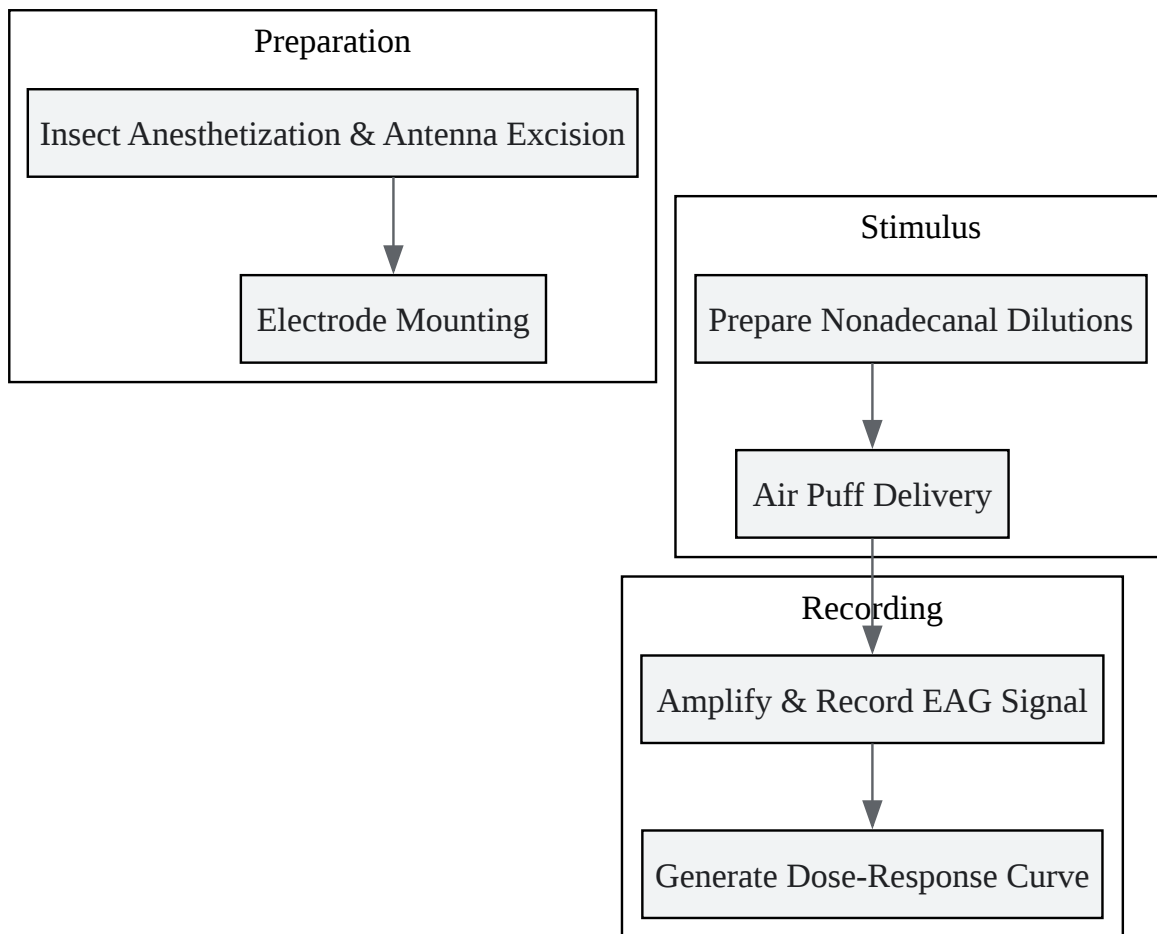 Preparation
Insect Anesthetization & Antenna Excision
Electrode Mounting
Stimulus
Prepare Nonadecanal Dilutions
Air Puff Delivery
Recording
Amplify & Record EAG Signal
Generate Dose-Response Curve